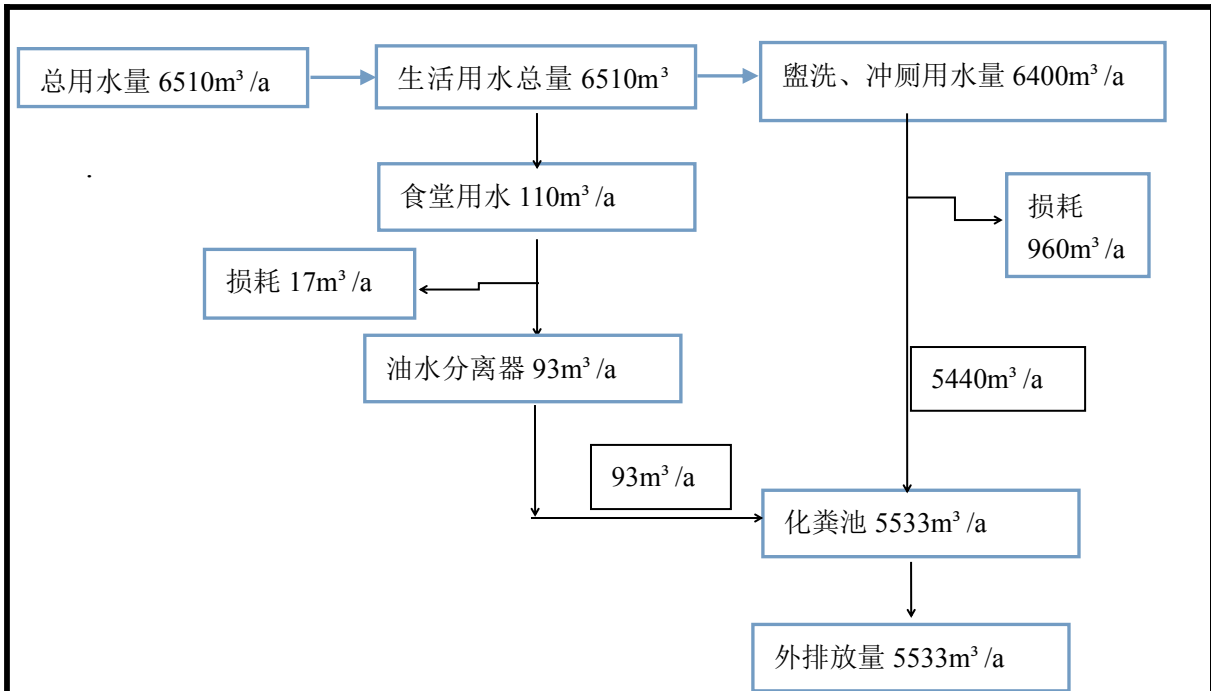 总用水量 6510m³ /a
生活用水总量 6510m³
盥洗、冲厕用水量 6400m³ /a
食堂用水 110m³ /a
损耗
960m³ /a
损耗 17m³ /a
油水分离器 93m³ /a
5440m³ /a
93m³ /a
化粪池 5533m³ /a
外排放量 5533m³ /a